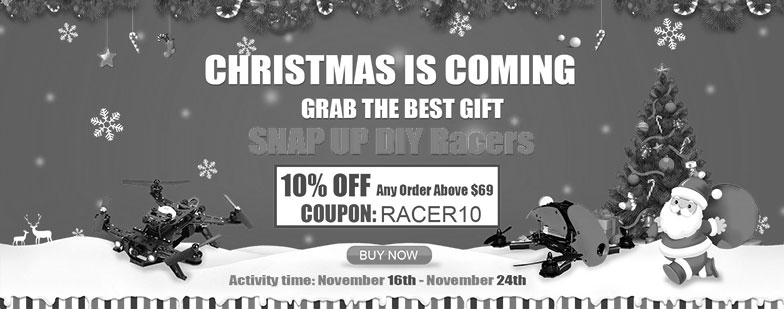 CHRISTMAS IS COMING
GRAB THE BEST GIFT
SNAP UP DIY Racers
10% OFF Any Order Above $69
COUPON: RACER10
BUY NOW
Activity time: November 16th - November 24th